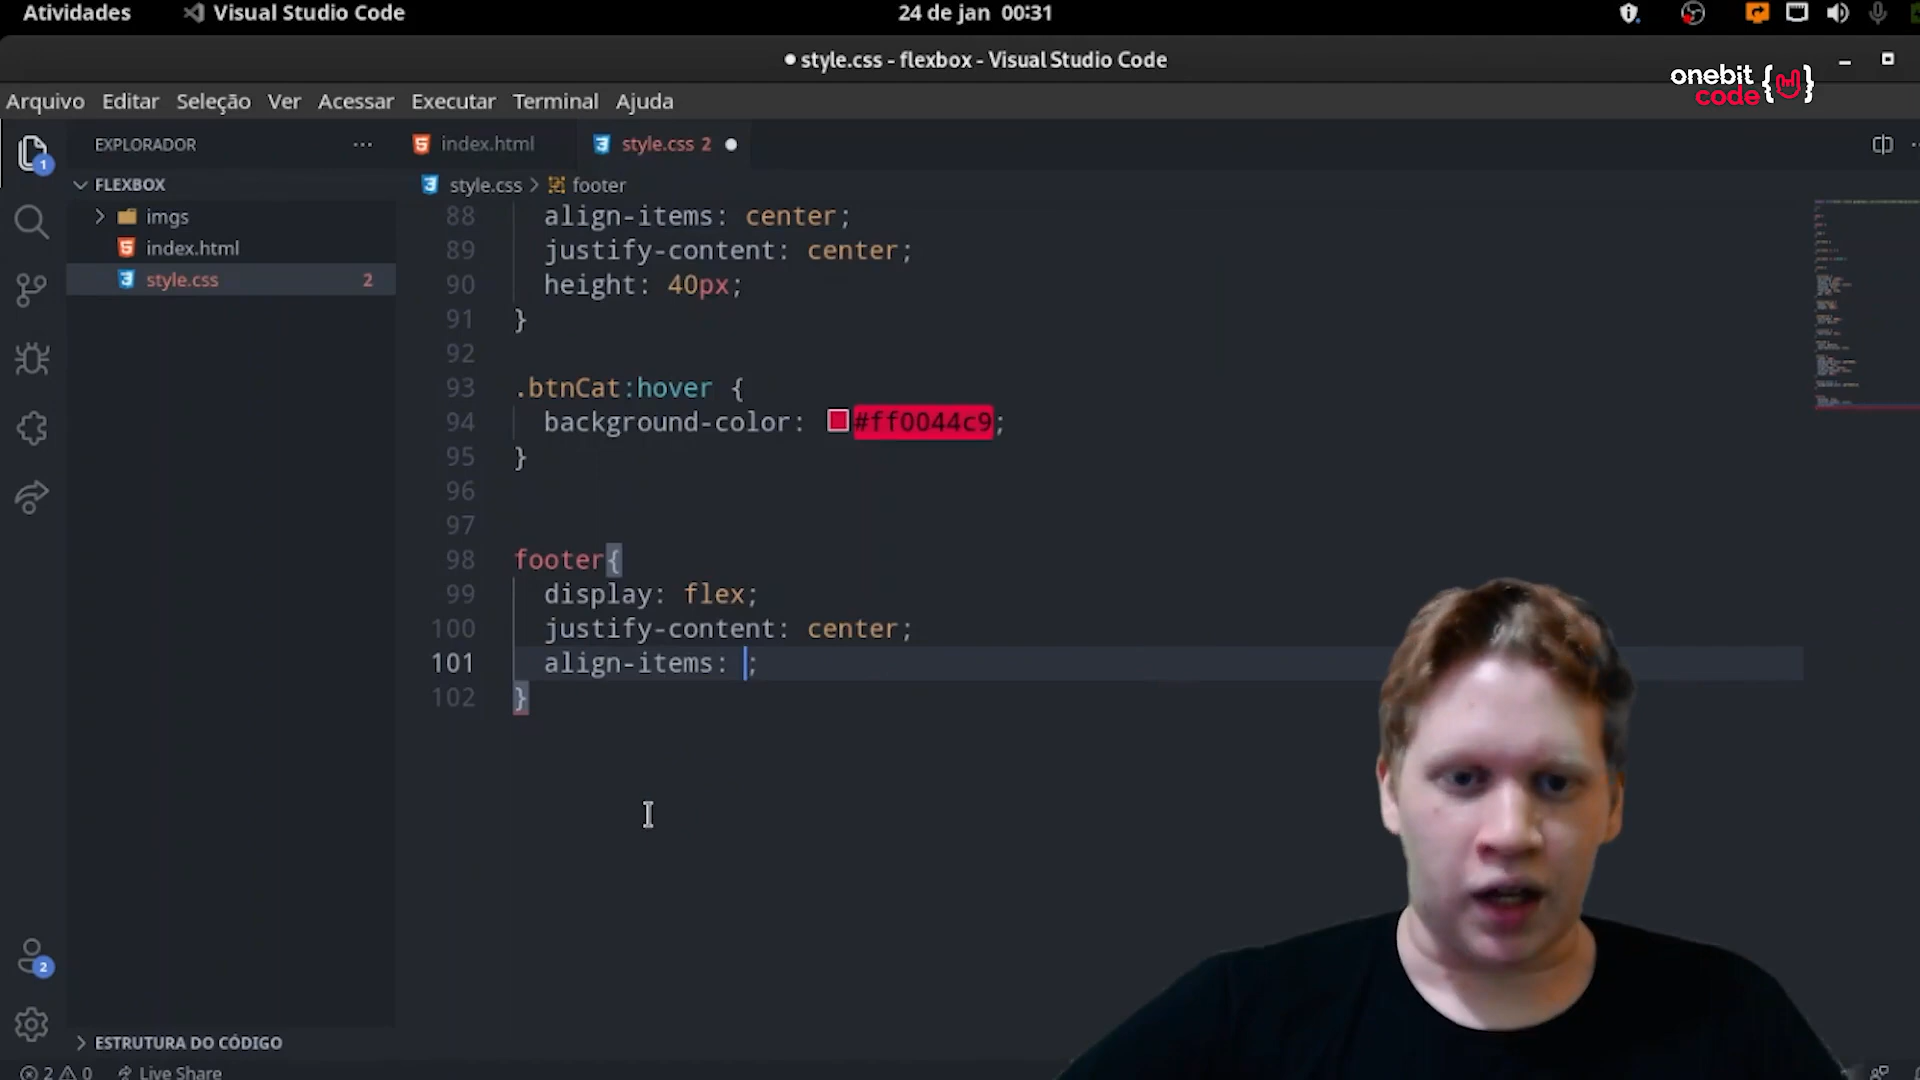 Atividades
Visual Studio Code
24 de jan 00:31
style.css - flexbox - Visual Studio Code
onebit
code
Arquivo Editar Seleção Ver Acessar Executar Terminal Ajuda
1
EXPLORADOR
index.html
style.css 2
FLEXBOX
style.css > footer
imgs
index.html
style.css 2
88 align-items: center;
89 justify-content: center;
90 height: 40px;
91 }
92
93 .btnCat:hover {
94 background-color: #ff0044c9;
95 }
96
97
98 footer{
99 display: flex;
100 justify-content: center;
101 align-items: ;
102 }
2
ESTRUTURA DO CÓDIGO
2 0 Live Share